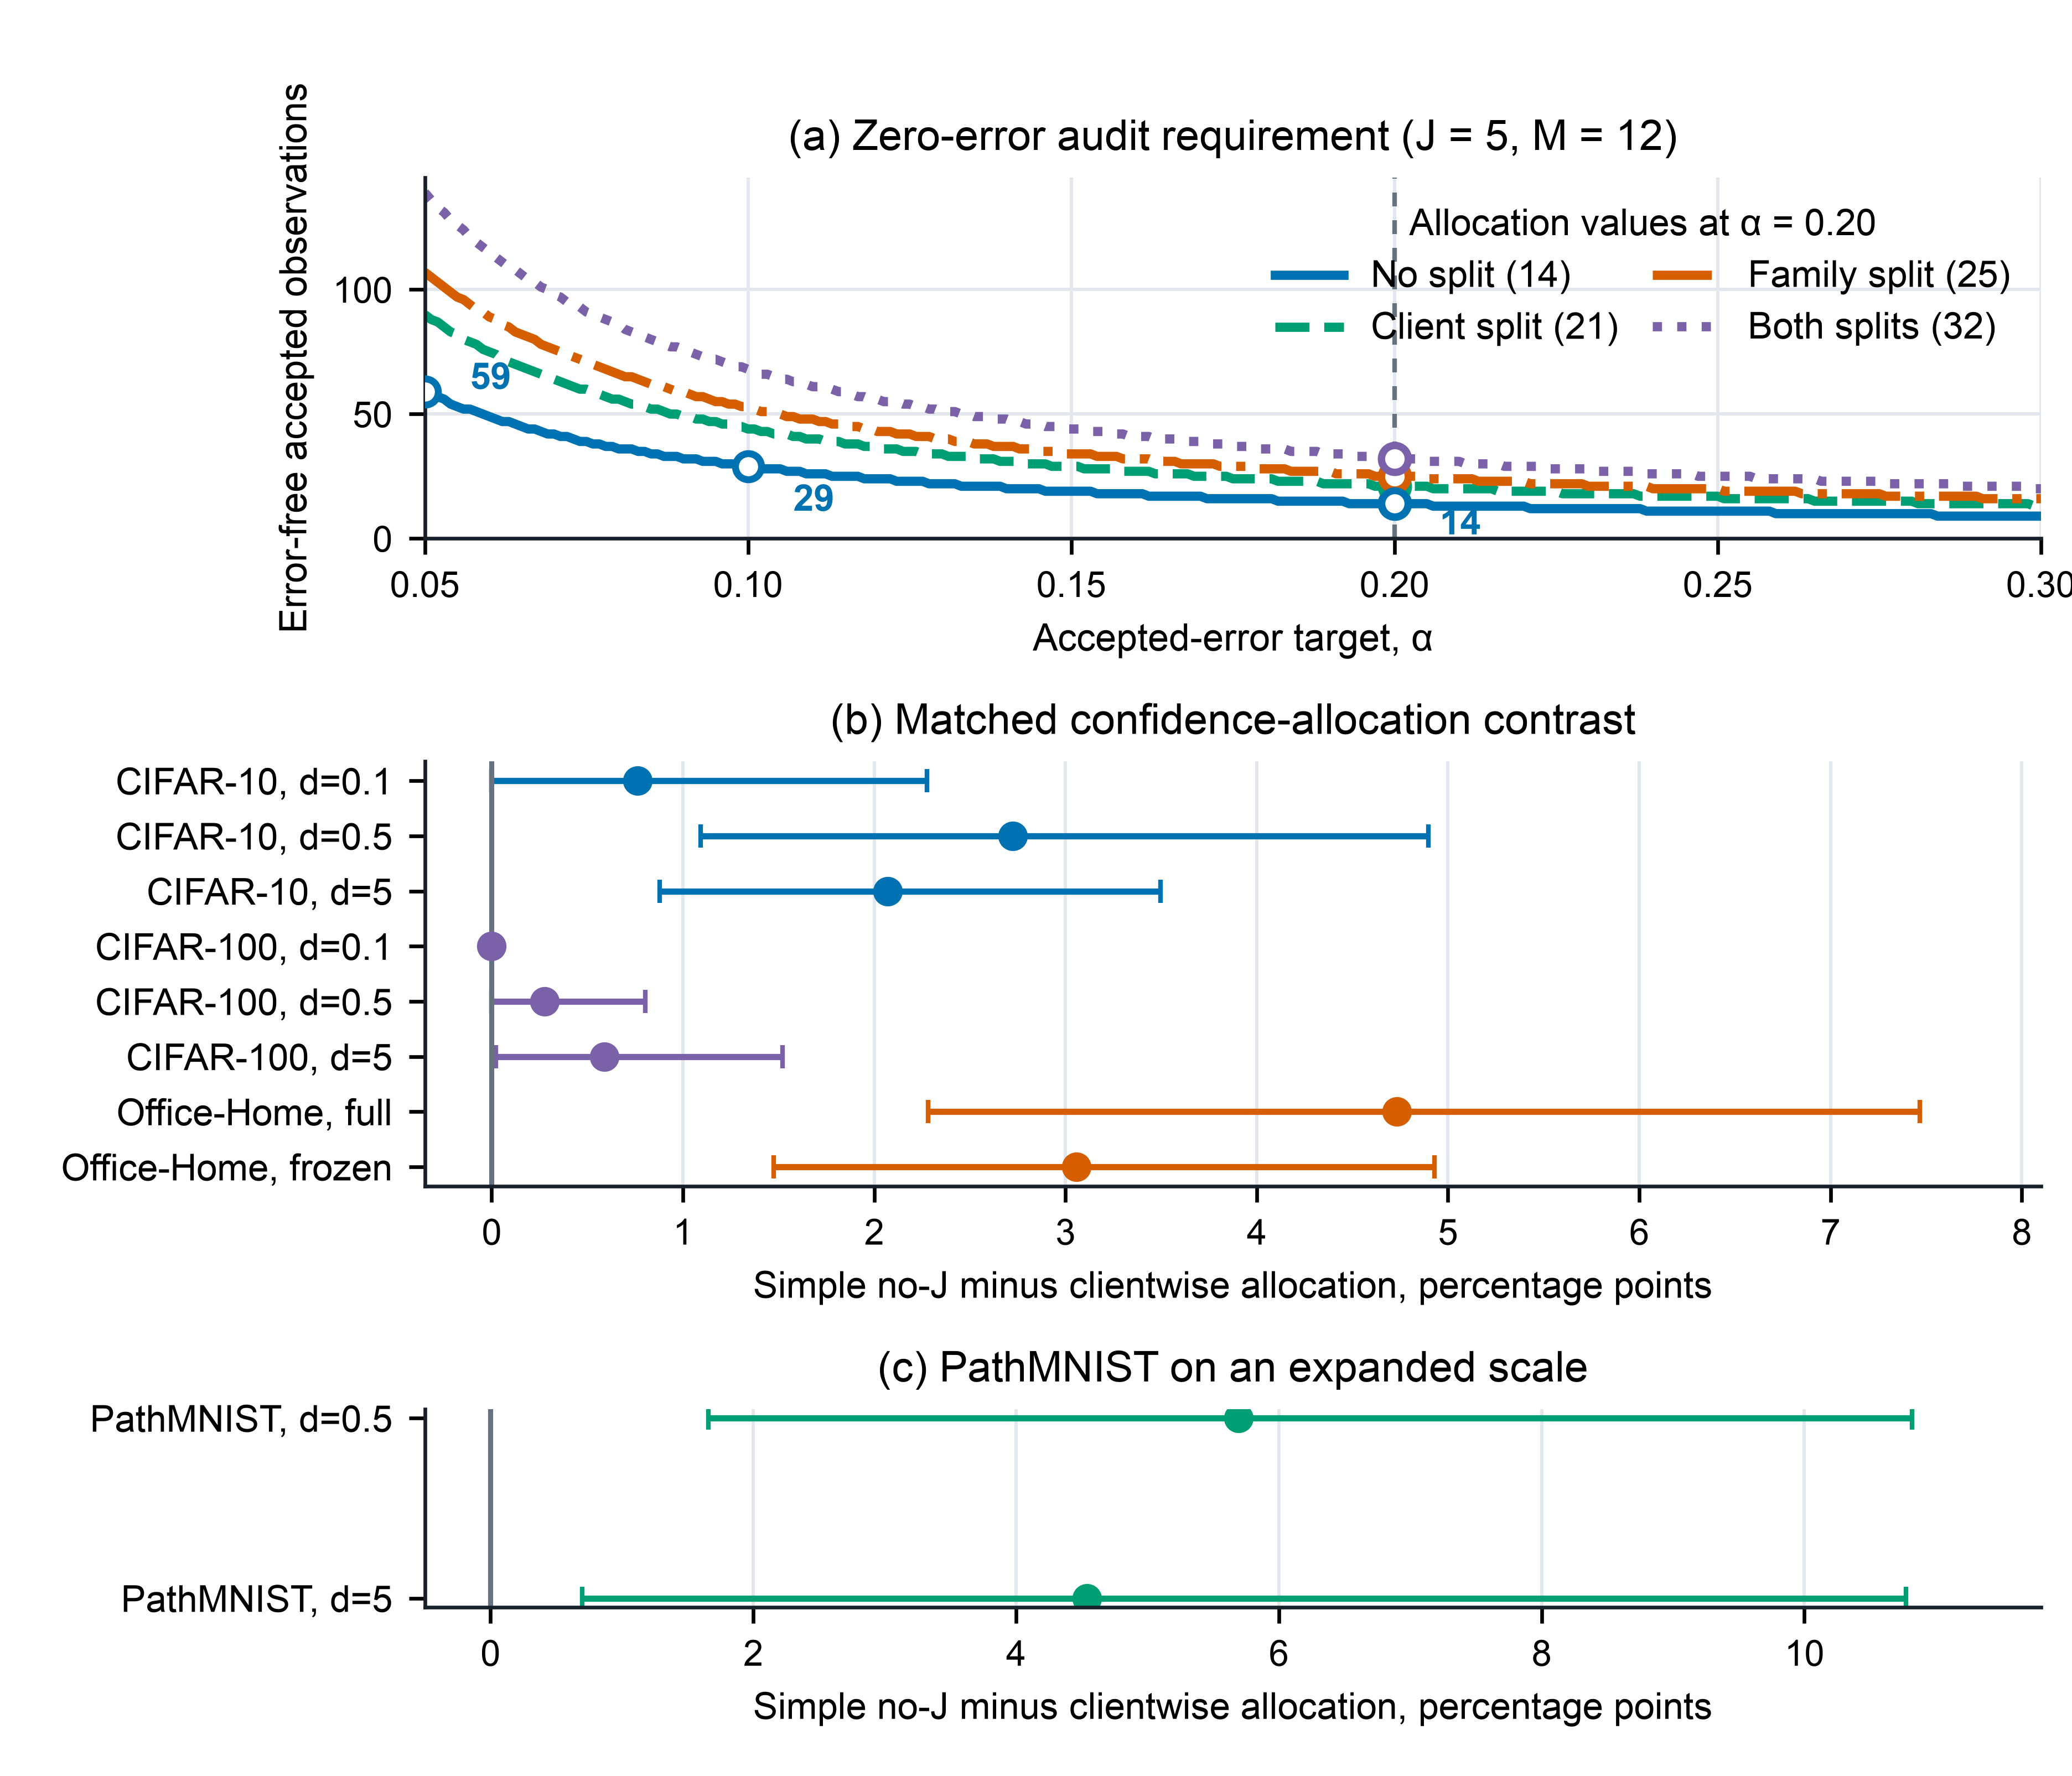 (a) Zero-error audit requirement (J = 5, M = 12)
Error-free accepted observations
100
50
0
Allocation values at α = 0.20
No split (14)
Family split (25)
Client split (21)
Both splits (32)
59
29
14
0.05 0.10 0.15 0.20 0.25 0.30
Accepted-error target, α
(b) Matched confidence-allocation contrast
CIFAR-10, d=0.1
CIFAR-10, d=0.5
CIFAR-10, d=5
CIFAR-100, d=0.1
CIFAR-100, d=0.5
CIFAR-100, d=5
Office-Home, full
Office-Home, frozen
0 1 2 3 4 5 6 7 8
Simple no-J minus clientwise allocation, percentage points
(c) PathMNIST on an expanded scale
PathMNIST, d=0.5
PathMNIST, d=5
0 2 4 6 8 10
Simple no-J minus clientwise allocation, percentage points